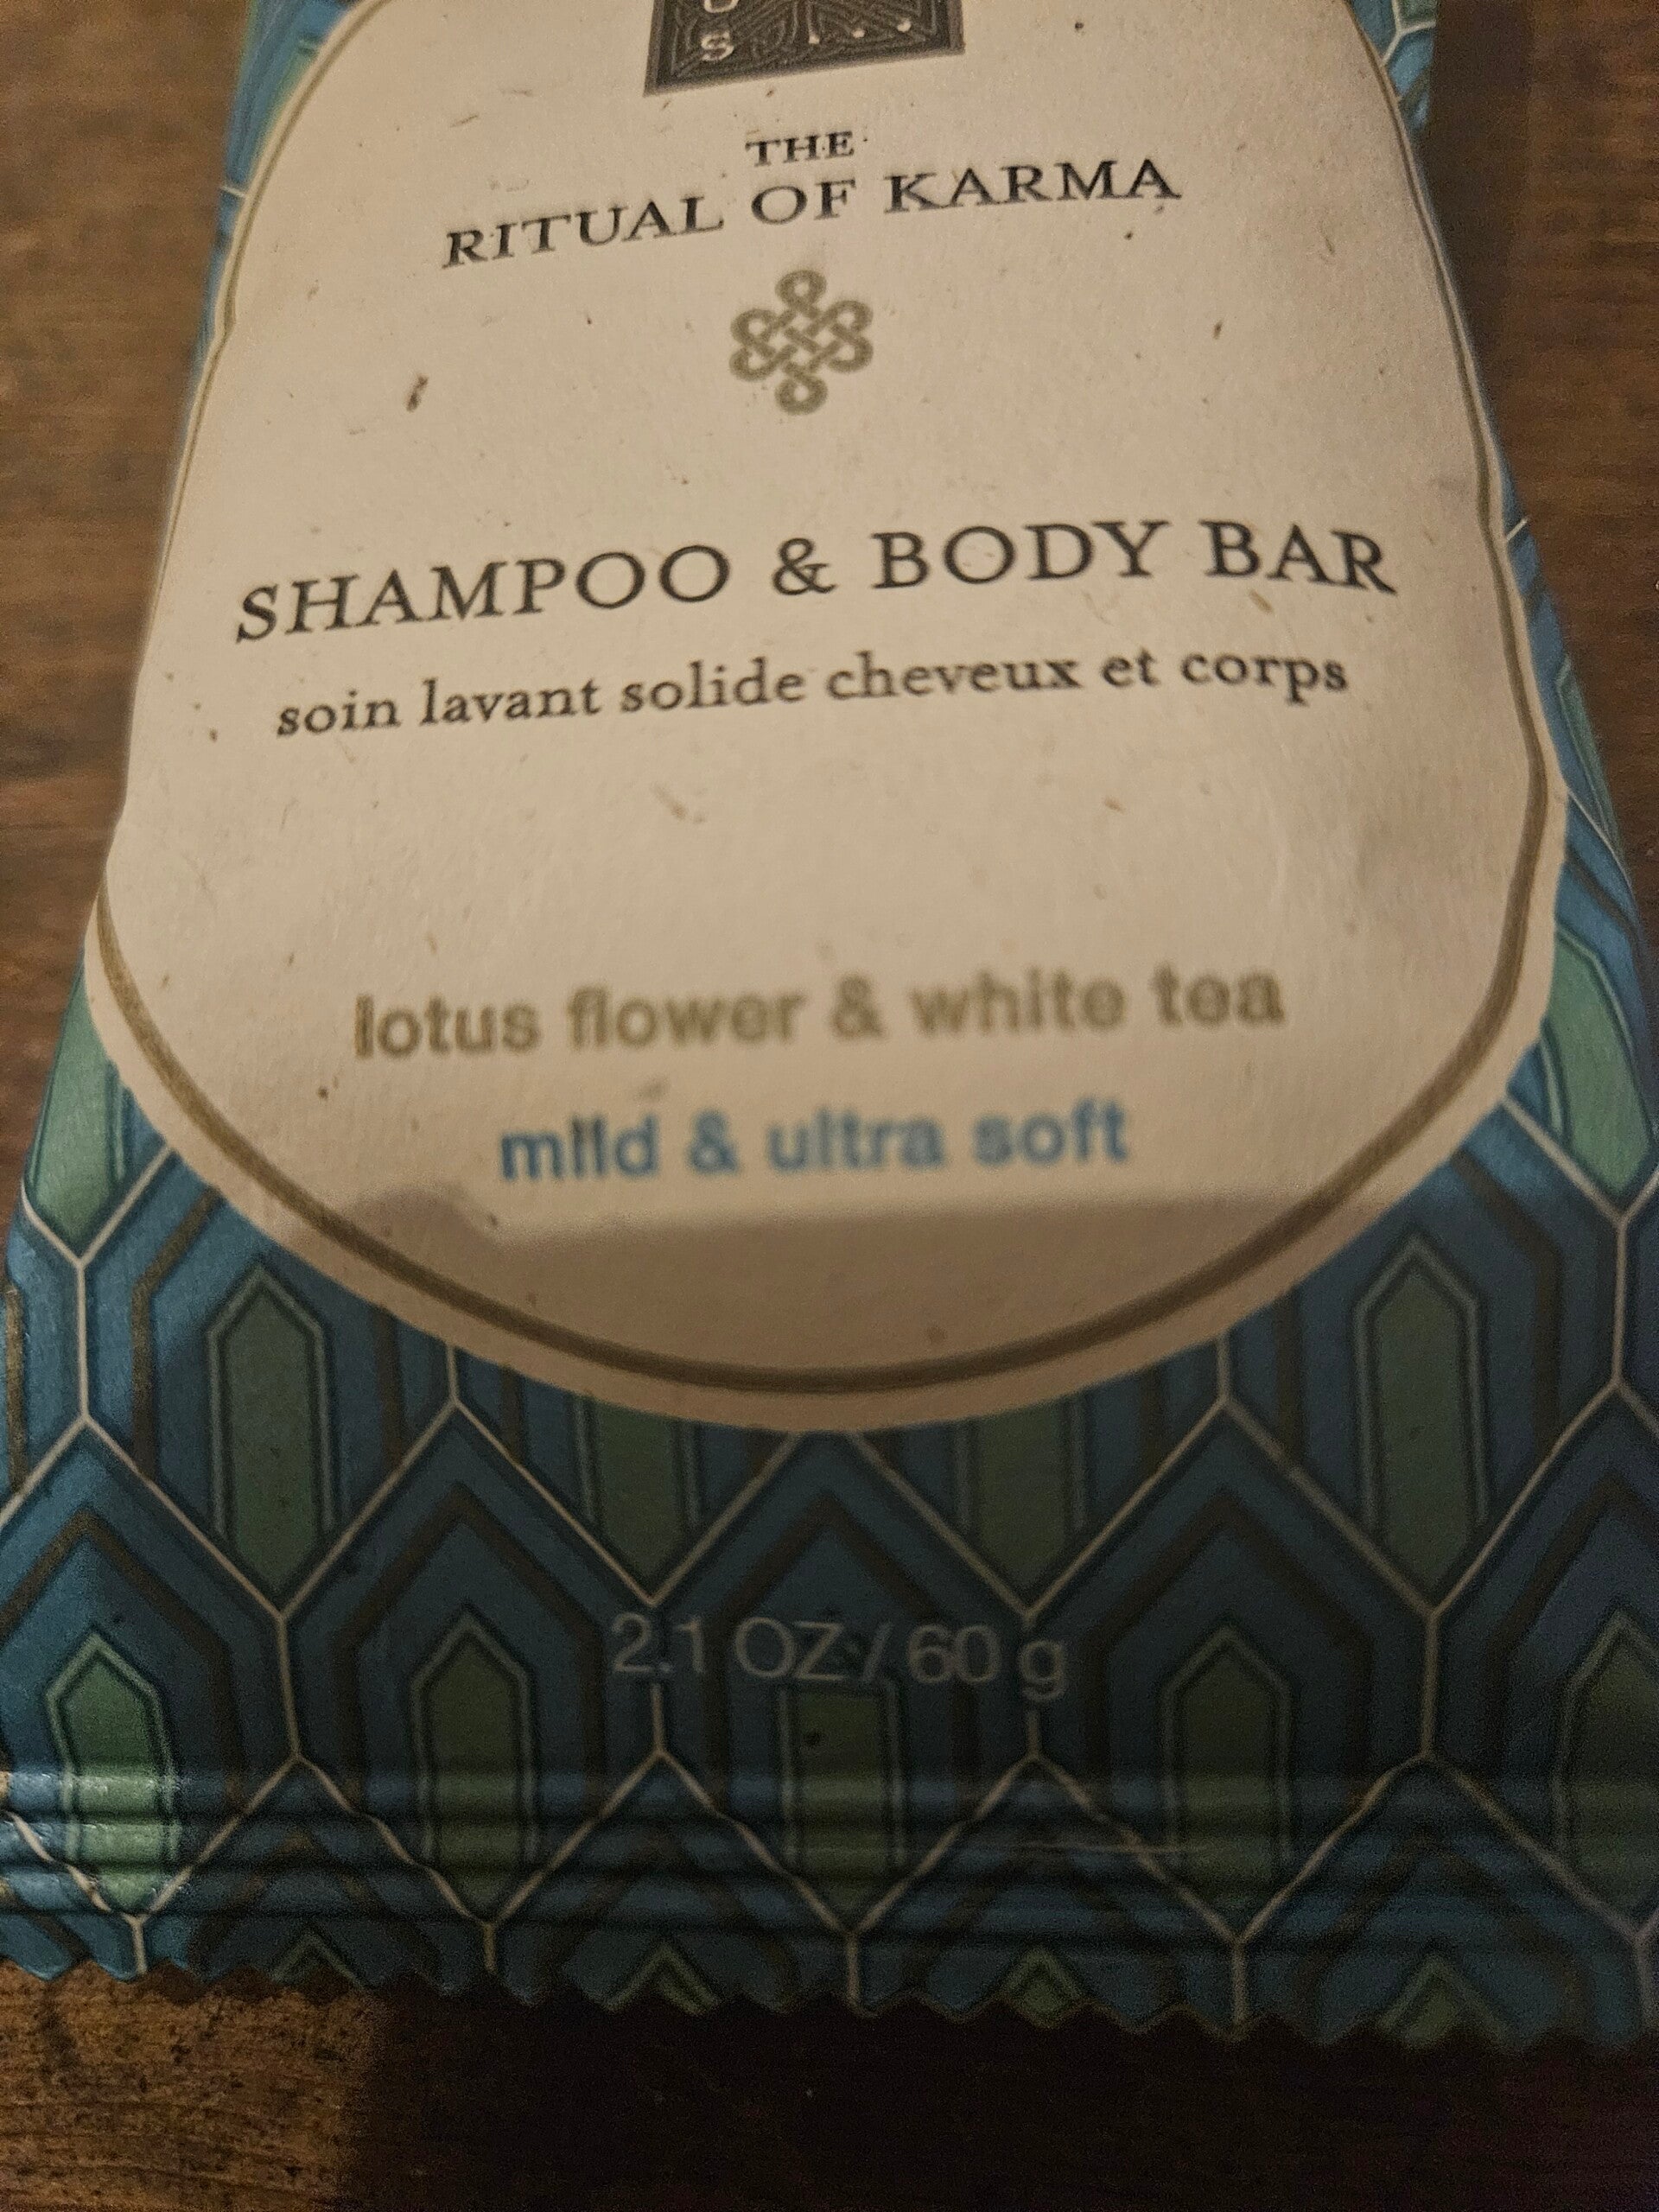 THE
RITUAL OF KARMA
SHAMPOO & BODY BAR
soin lavant solide cheveux et corps
lotus flower & white tea
mild & ultra soft
2.1 OZ / 60 g